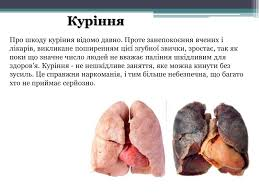 Куріння
Про шкоду куріння відомо давно. Проте занепокоєння вчених і
лікарів, викликане поширенням цієї згубної звички, зростає, так як
поки що значне число людей не вважає паління шкідливим для
здоров'я. Куріння - не нешкідливе заняття, яке можна кинути без
зусиль. Це справжня наркоманія, і тим більше небезпечна, що багато
хто не приймає серйозно.